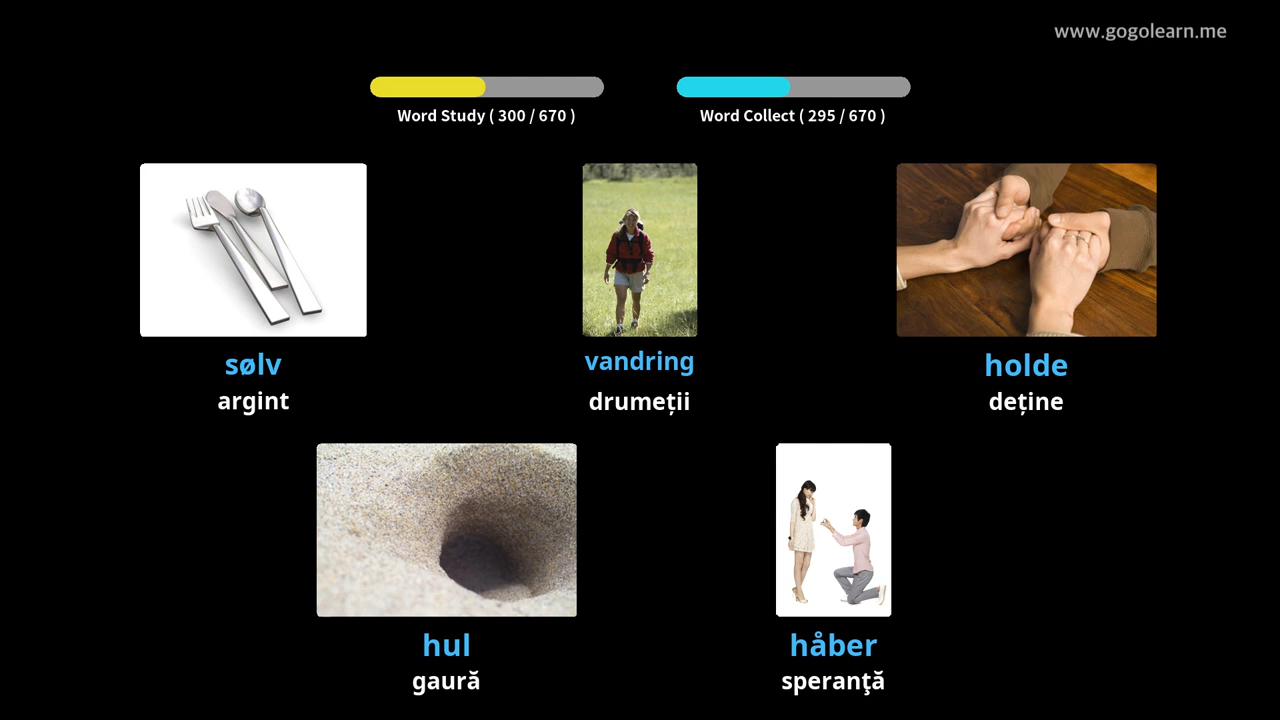 www.gogolearn.me
Word Study ( 300 / 670 )
Word Collect ( 295 / 670 )
sølv
argint
vandring
drumeții
holde
deține
hul
gaură
håber
speranţă